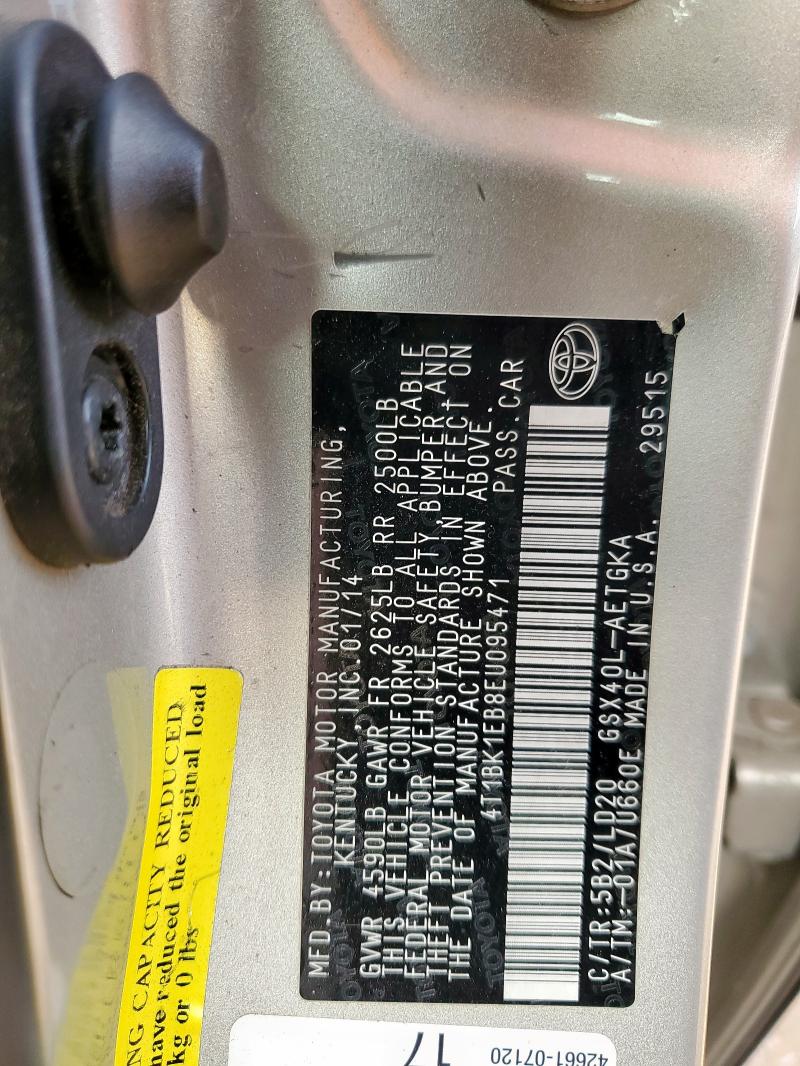 MFD.BY:TOYOTA MOTOR MANUFACTURING,
KENTUCKY, INC.01/14
GVWR 4590LB GAWR FR 2625LB RR 2500LB
THIS VEHICLE CONFORMS TO ALL APPLICABLE
FEDERAL MOTOR VEHICLE SAFETY,BUMPER,AND
THEFT PREVENTION STANDARDS IN EFFECT ON
THE DATE OF MANUFACTURE SHOWN ABOVE.
4T1BK1EB8EU095471 PASS.CAR
C/TR:5B2/LD20 GSX40L-AETGKA
A/TM:-01A/U660E MADE IN U.S.A. 29515
NG CAPACITY REDUCED
have reduced the original load
kg or 0 lbs
42661-07120
17